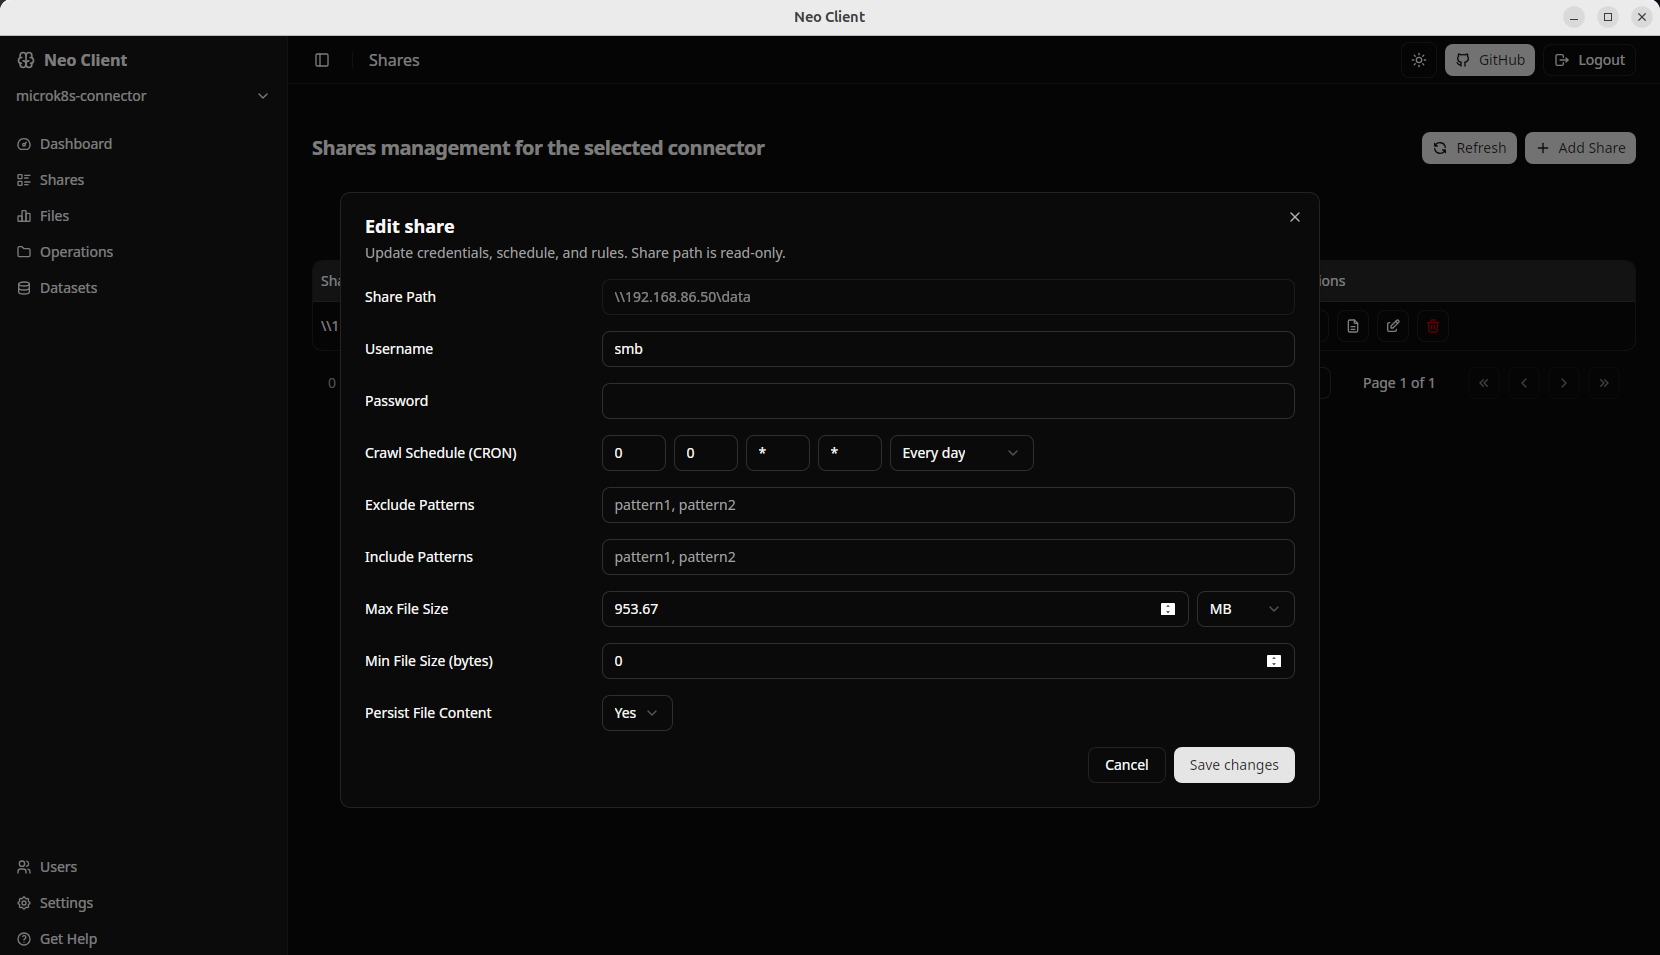 Neo Client
Neo Client
microk8s-connector
Dashboard
Shares
Files
Operations
Datasets
Users
Settings
Get Help
Shares
GitHub
Logout
Shares management for the selected connector
Refresh
Add Share
Sha
ions
\\1
0
Page 1 of 1
Edit share
Update credentials, schedule, and rules. Share path is read-only.
Share Path
\\192.168.86.50\data
Username
smb
Password
Crawl Schedule (CRON)
0 0 * * Every day
Exclude Patterns
pattern1, pattern2
Include Patterns
pattern1, pattern2
Max File Size
953.67 MB
Min File Size (bytes)
0
Persist File Content
Yes
Cancel
Save changes